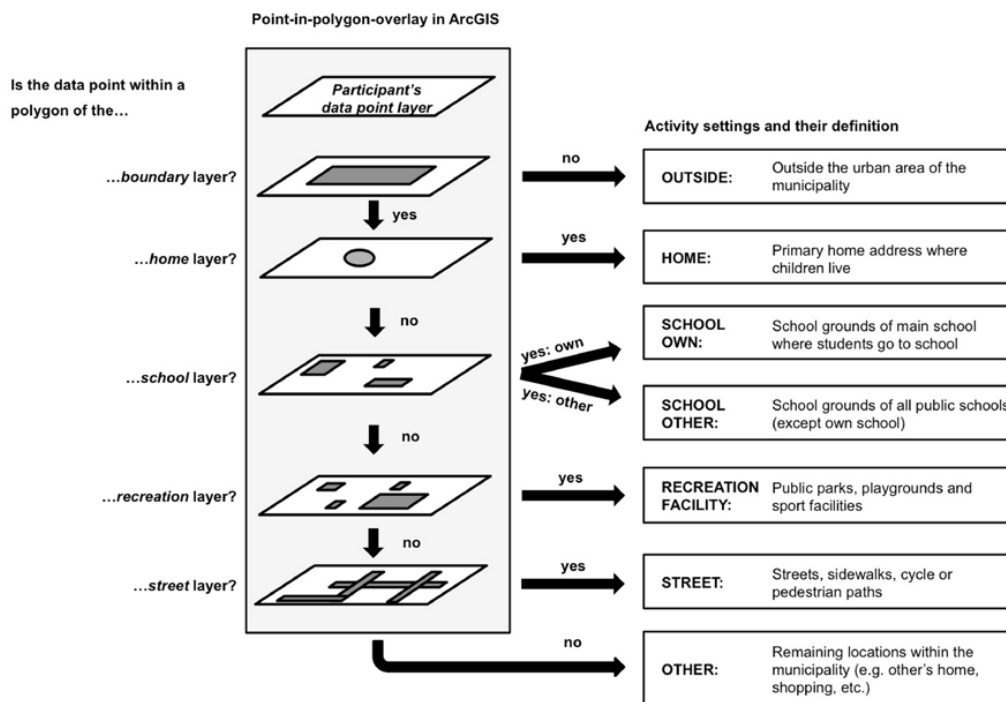 Point-in-polygon-overlay in ArcGIS
Is the data point within a
polygon of the…
Participant's
data point layer
Activity settings and their definition
…boundary layer?
no
OUTSIDE:
Outside the urban area of the
municipality
yes
…home layer?
yes
HOME:
Primary home address where
children live
no
…school layer?
yes: own
SCHOOL
OWN:
School grounds of main school
where students go to school
yes: other
SCHOOL
OTHER:
School grounds of all public schools
(except own school)
no
…recreation layer?
yes
RECREATION
FACILITY:
Public parks, playgrounds and
sport facilities
no
…street layer?
yes
STREET:
Streets, sidewalks, cycle or
pedestrian paths
no
OTHER:
Remaining locations within the
municipality (e.g. other's home,
shopping, etc.)